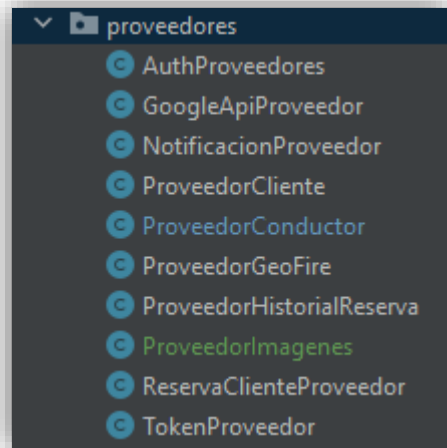 proveedores
C AuthProveedores
C GoogleApiProveedor
C NotificacionProveedor
C ProveedorCliente
C ProveedorConductor
C ProveedorGeoFire
C ProveedorHistorialReserva
C ProveedorImagenes
C ReservaClienteProveedor
C TokenProveedor